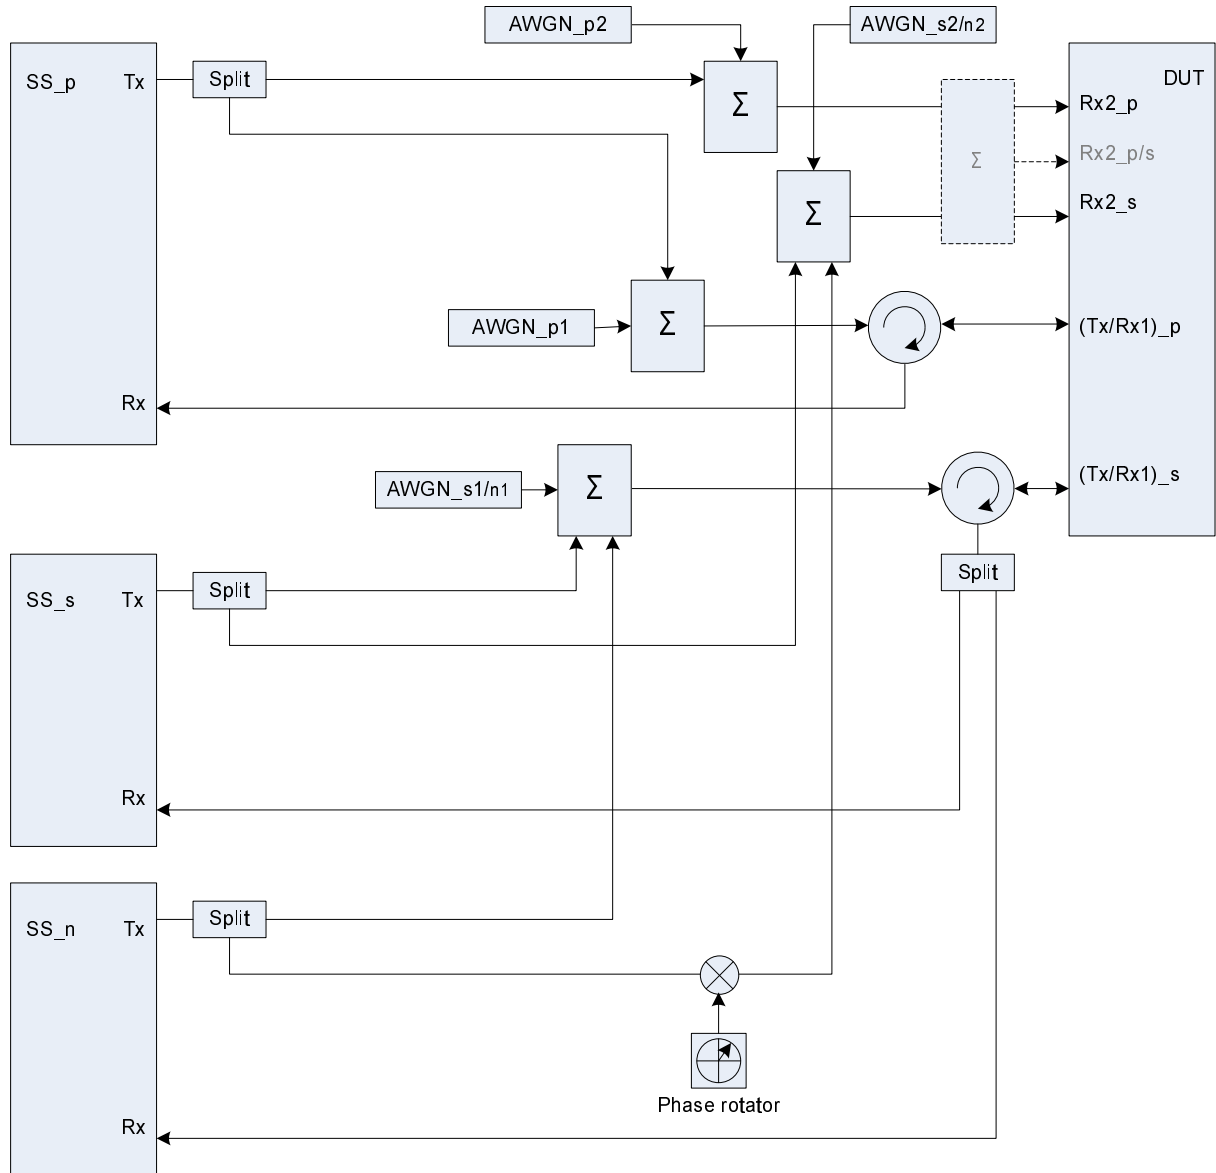 AWGN_p2
AWGN_s2/n2
SS_p
Tx
Split
Σ
DUT
Rx2_p
Σ
Rx2_p/s
Σ
Rx2_s
AWGN_p1
Σ
(Tx/Rx1)_p
Rx
AWGN_s1/n1
Σ
(Tx/Rx1)_s
SS_s
Tx
Split
Split
Rx
SS_n
Tx
Split
Phase rotator
Rx